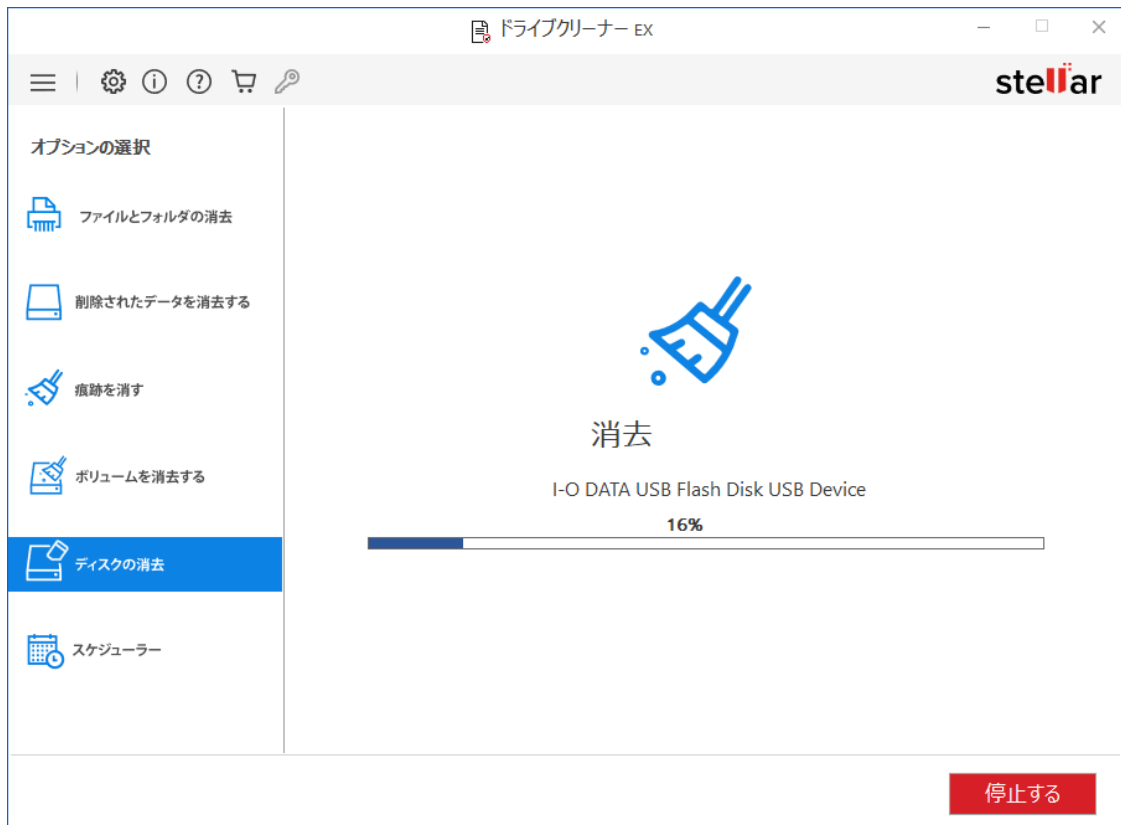 ドライブクリーナー EX
stellar
オプションの選択
ファイルとフォルダの消去
削除されたデータを消去する
痕跡を消す
ボリュームを消去する
ディスクの消去
スケジューラー
消去
I-O DATA USB Flash Disk USB Device
16%
停止する